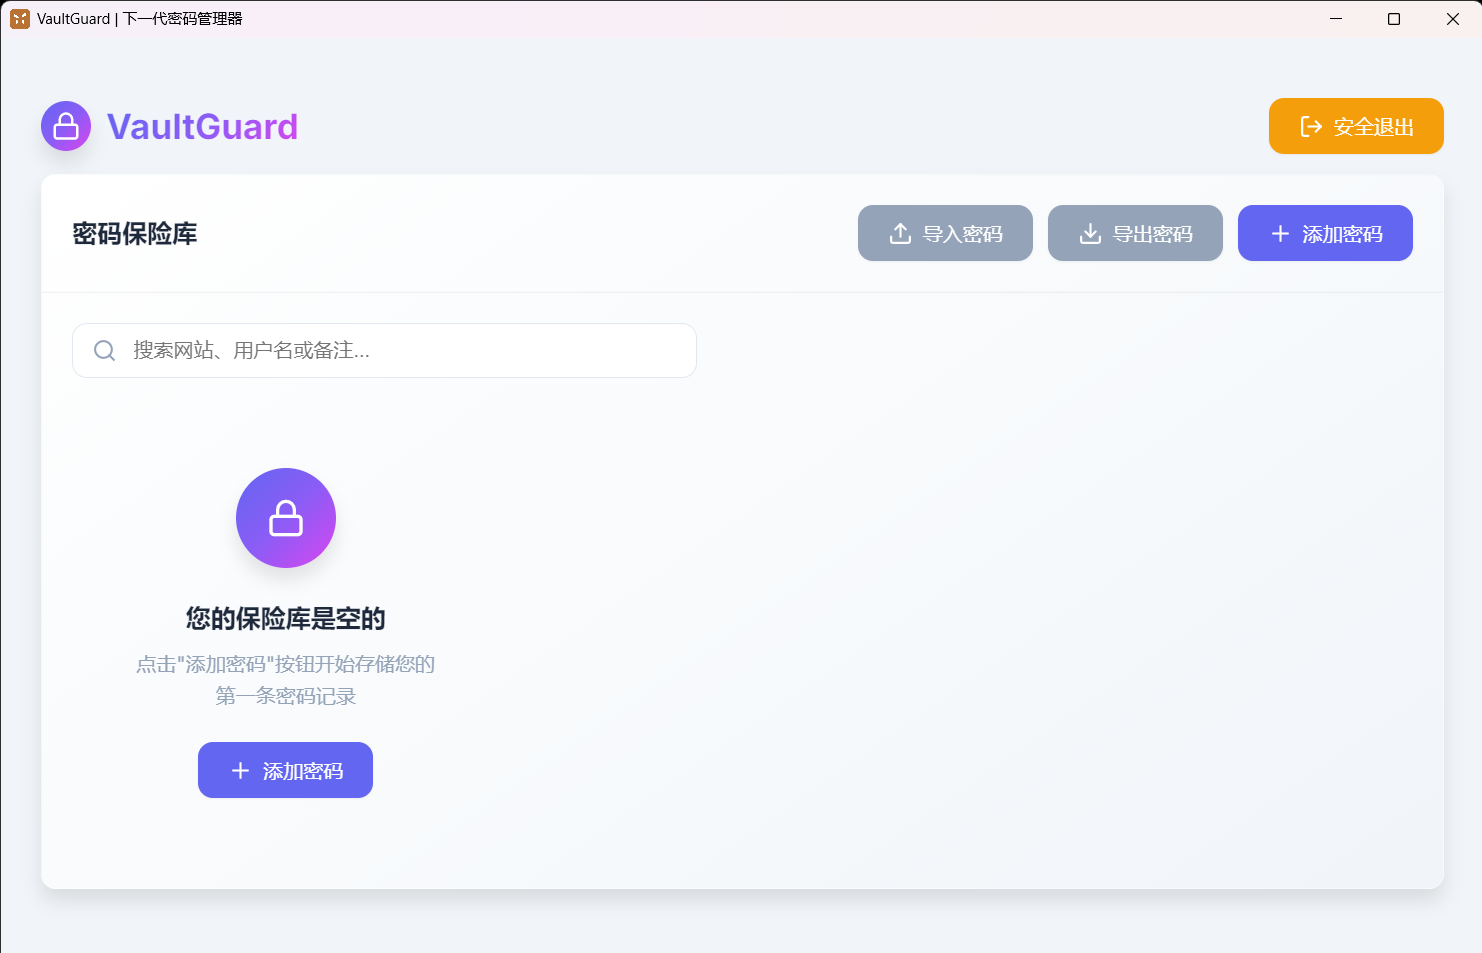 VaultGuard | 下一代密码管理器
VaultGuard
安全退出
密码保险库
导入密码
导出密码
添加密码
搜索网站、用户名或备注...
您的保险库是空的
点击"添加密码"按钮开始存储您的
第一条密码记录
添加密码